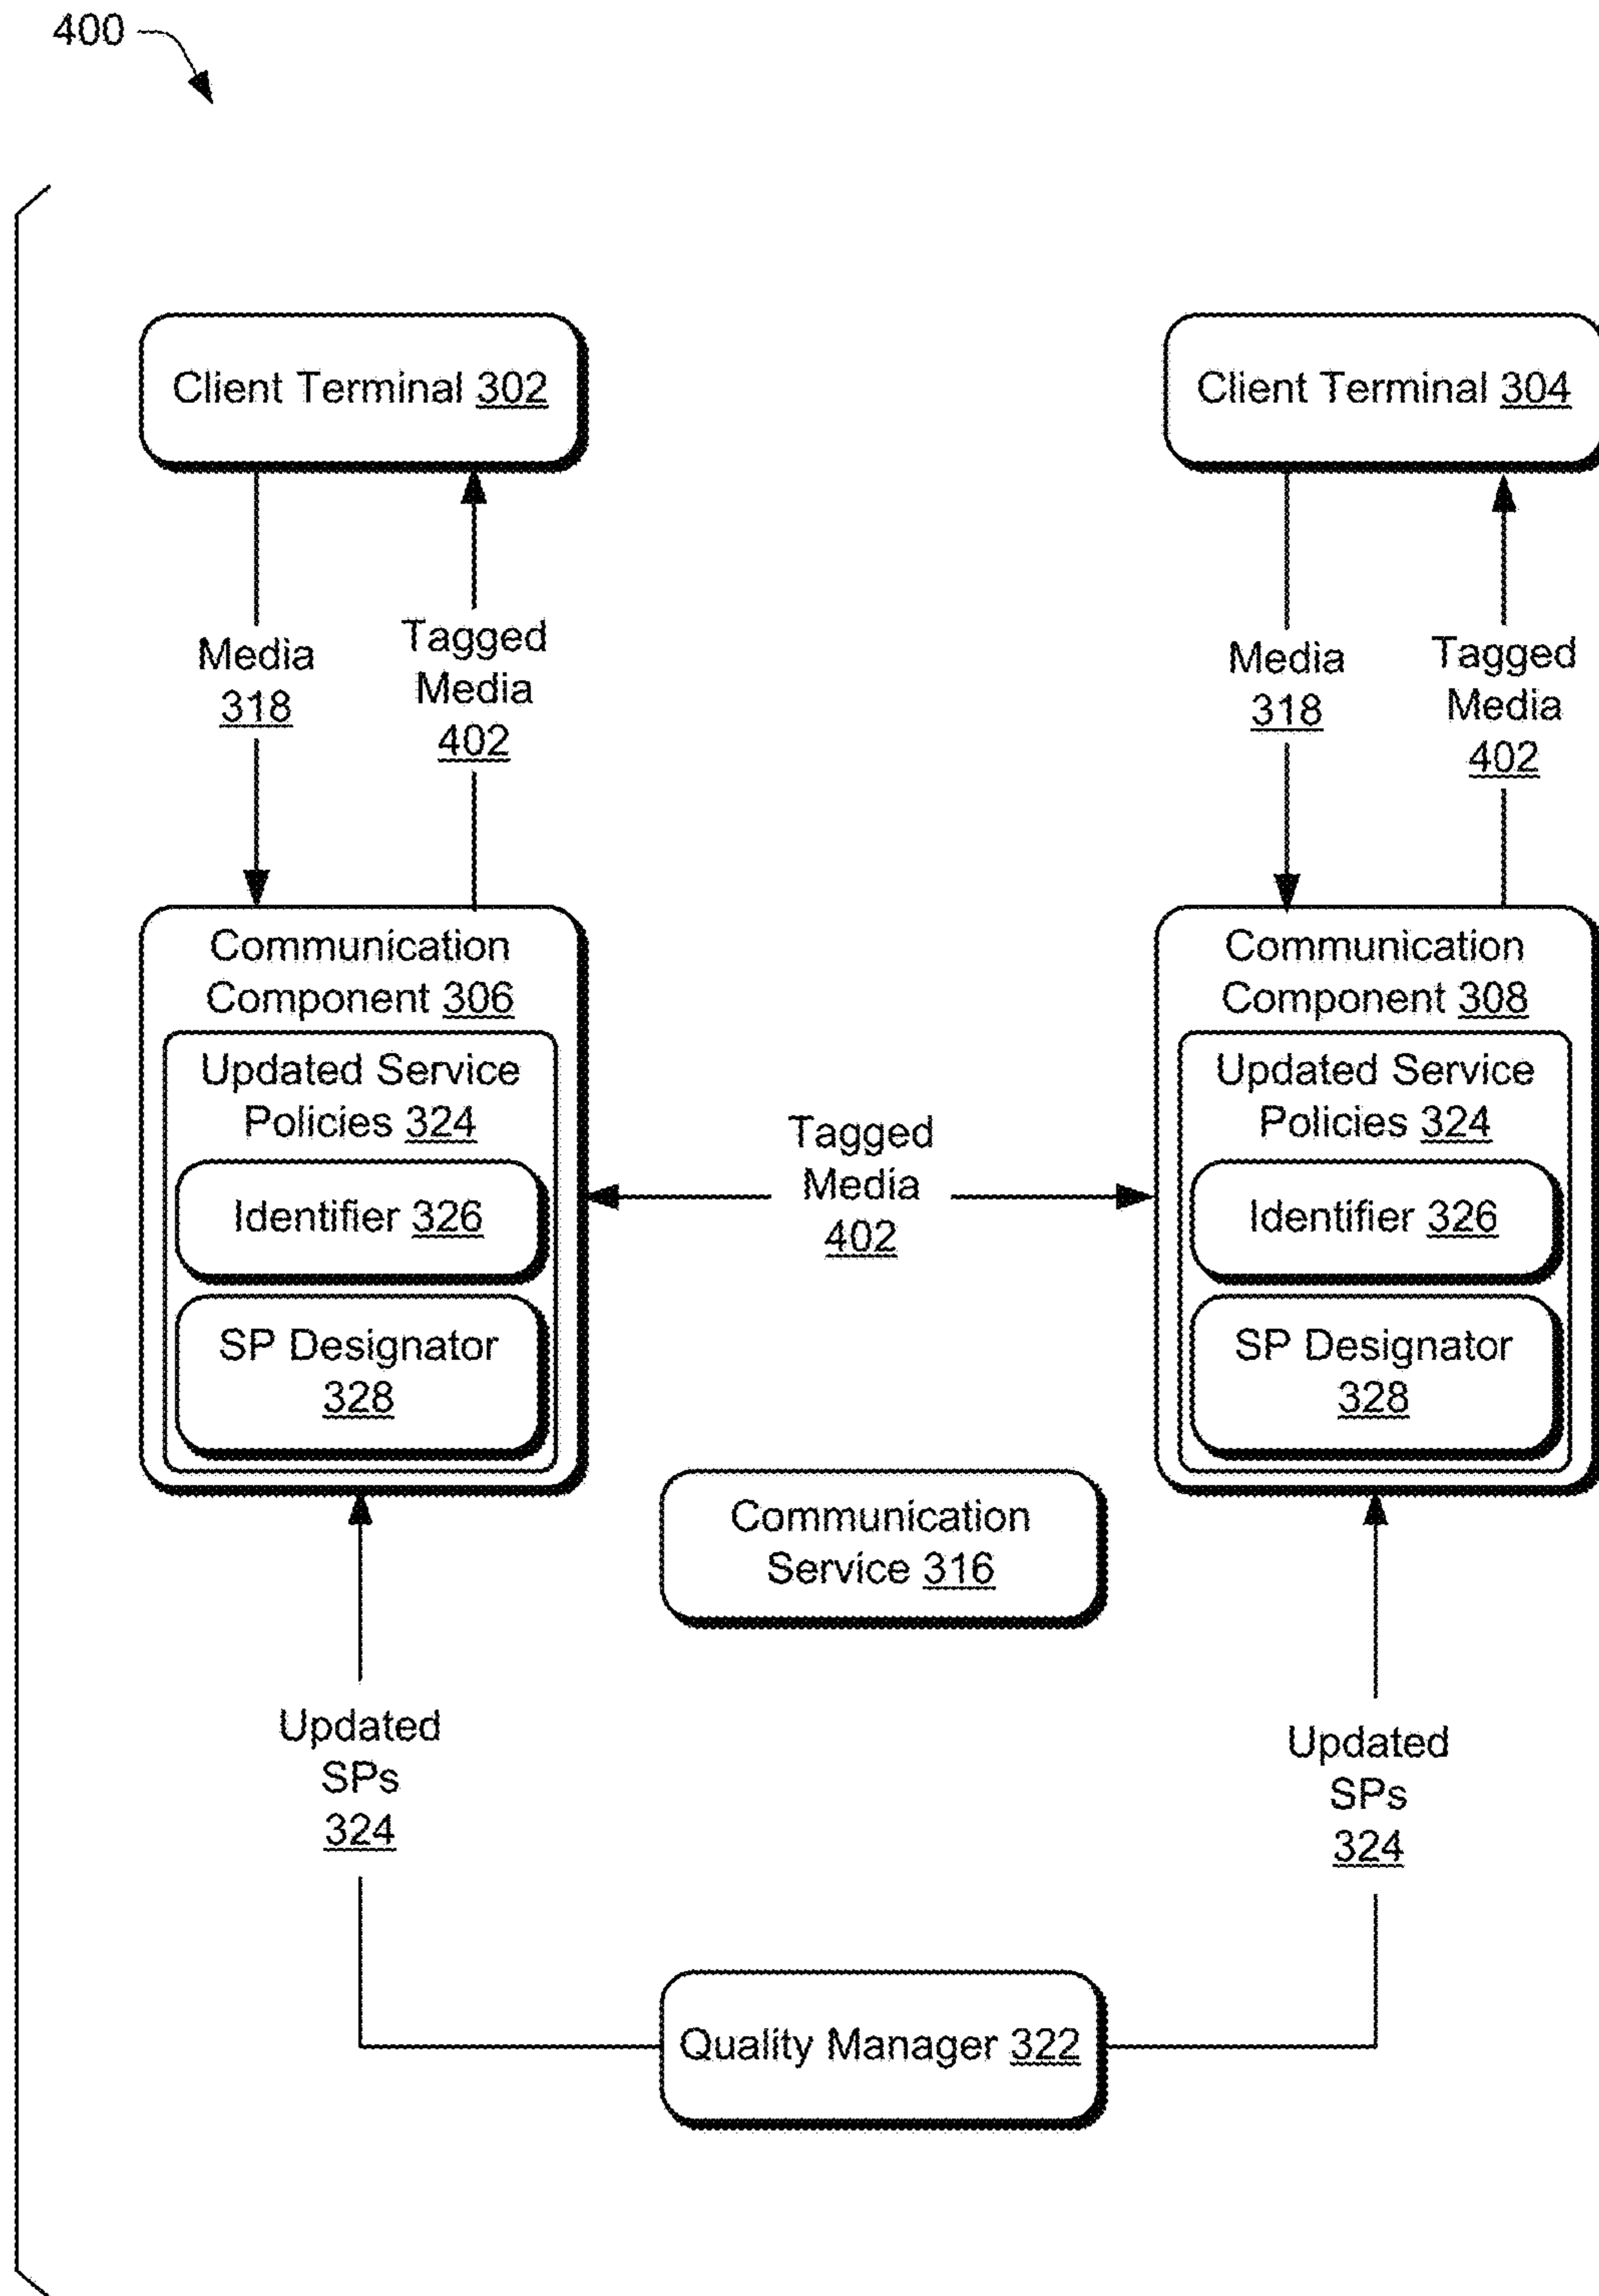 400
Client Terminal 302
Client Terminal 304
Media
318
Tagged
Media
402
Media
318
Tagged
Media
402
Communication
Component 306
Updated Service
Policies 324
Identifier 326
SP Designator
328
Tagged
Media
402
Communication
Component 308
Updated Service
Policies 324
Identifier 326
SP Designator
328
Communication
Service 316
Updated
SPs
324
Updated
SPs
324
Quality Manager 322